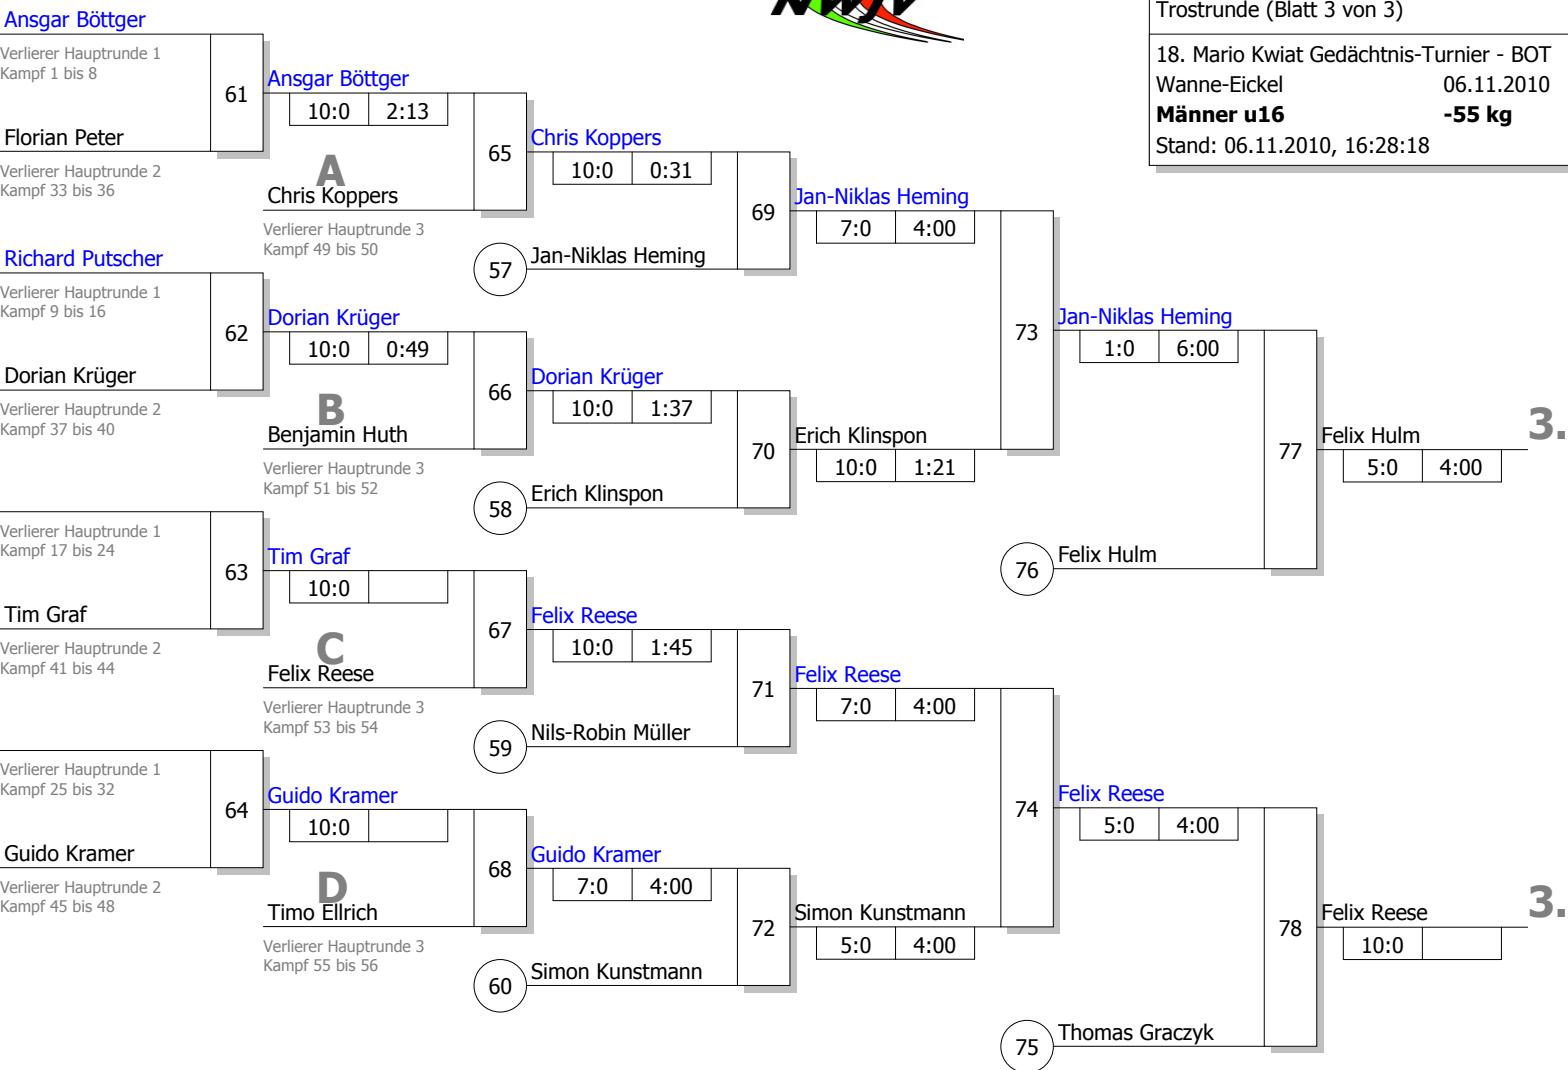 NWJV
Trostrunde (Blatt 3 von 3)
18. Mario Kwiat Gedächtnis-Turnier - BOT
Wanne-Eickel 06.11.2010
Männer u16 -55 kg
Stand: 06.11.2010, 16:28:18
Ansgar Böttger
Verlierer Hauptrunde 1
Kampf 1 bis 8
61
Florian Peter
Verlierer Hauptrunde 2
Kampf 33 bis 36
Richard Putscher
Verlierer Hauptrunde 1
Kampf 9 bis 16
62
Dorian Krüger
Verlierer Hauptrunde 2
Kampf 37 bis 40
Verlierer Hauptrunde 1
Kampf 17 bis 24
63
Tim Graf
Verlierer Hauptrunde 2
Kampf 41 bis 44
Verlierer Hauptrunde 1
Kampf 25 bis 32
64
Guido Kramer
Verlierer Hauptrunde 2
Kampf 45 bis 48
Ansgar Böttger
10:0 2:13
A
65
Chris Koppers
Verlierer Hauptrunde 3
Kampf 49 bis 50
Dorian Krüger
10:0 0:49
B
66
Benjamin Huth
Verlierer Hauptrunde 3
Kampf 51 bis 52
Tim Graf
10:0
C
67
Felix Reese
Verlierer Hauptrunde 3
Kampf 53 bis 54
Guido Kramer
10:0
D
68
Timo Ellrich
Verlierer Hauptrunde 3
Kampf 55 bis 56
Chris Koppers
10:0 0:31
69
57 Jan-Niklas Heming
Dorian Krüger
10:0 1:37
70
58 Erich Klinspon
Felix Reese
10:0 1:45
71
59 Nils-Robin Müller
Guido Kramer
7:0 4:00
72
60 Simon Kunstmann
Jan-Niklas Heming
7:0 4:00
73
Erich Klinspon
10:0 1:21
Felix Reese
7:0 4:00
74
Simon Kunstmann
5:0 4:00
Jan-Niklas Heming
1:0 6:00
77
76 Felix Hulm
Felix Reese
5:0 4:00
78
75 Thomas Graczyk
Felix Hulm 3.
5:0 4:00
Felix Reese 3.
10:0